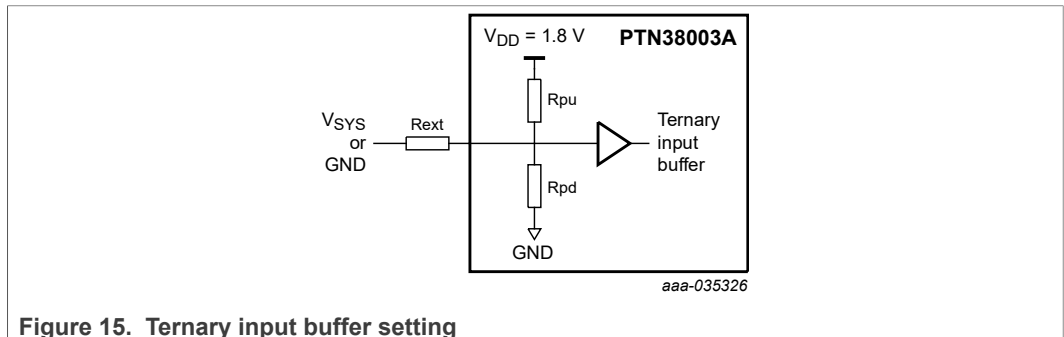 V_DD = 1.8 V
PTN38003A
Rpu
V_SYS
or
GND
Rext
Ternary
input
buffer
Rpd
GND
aaa-035326
Figure 15. Ternary input buffer setting